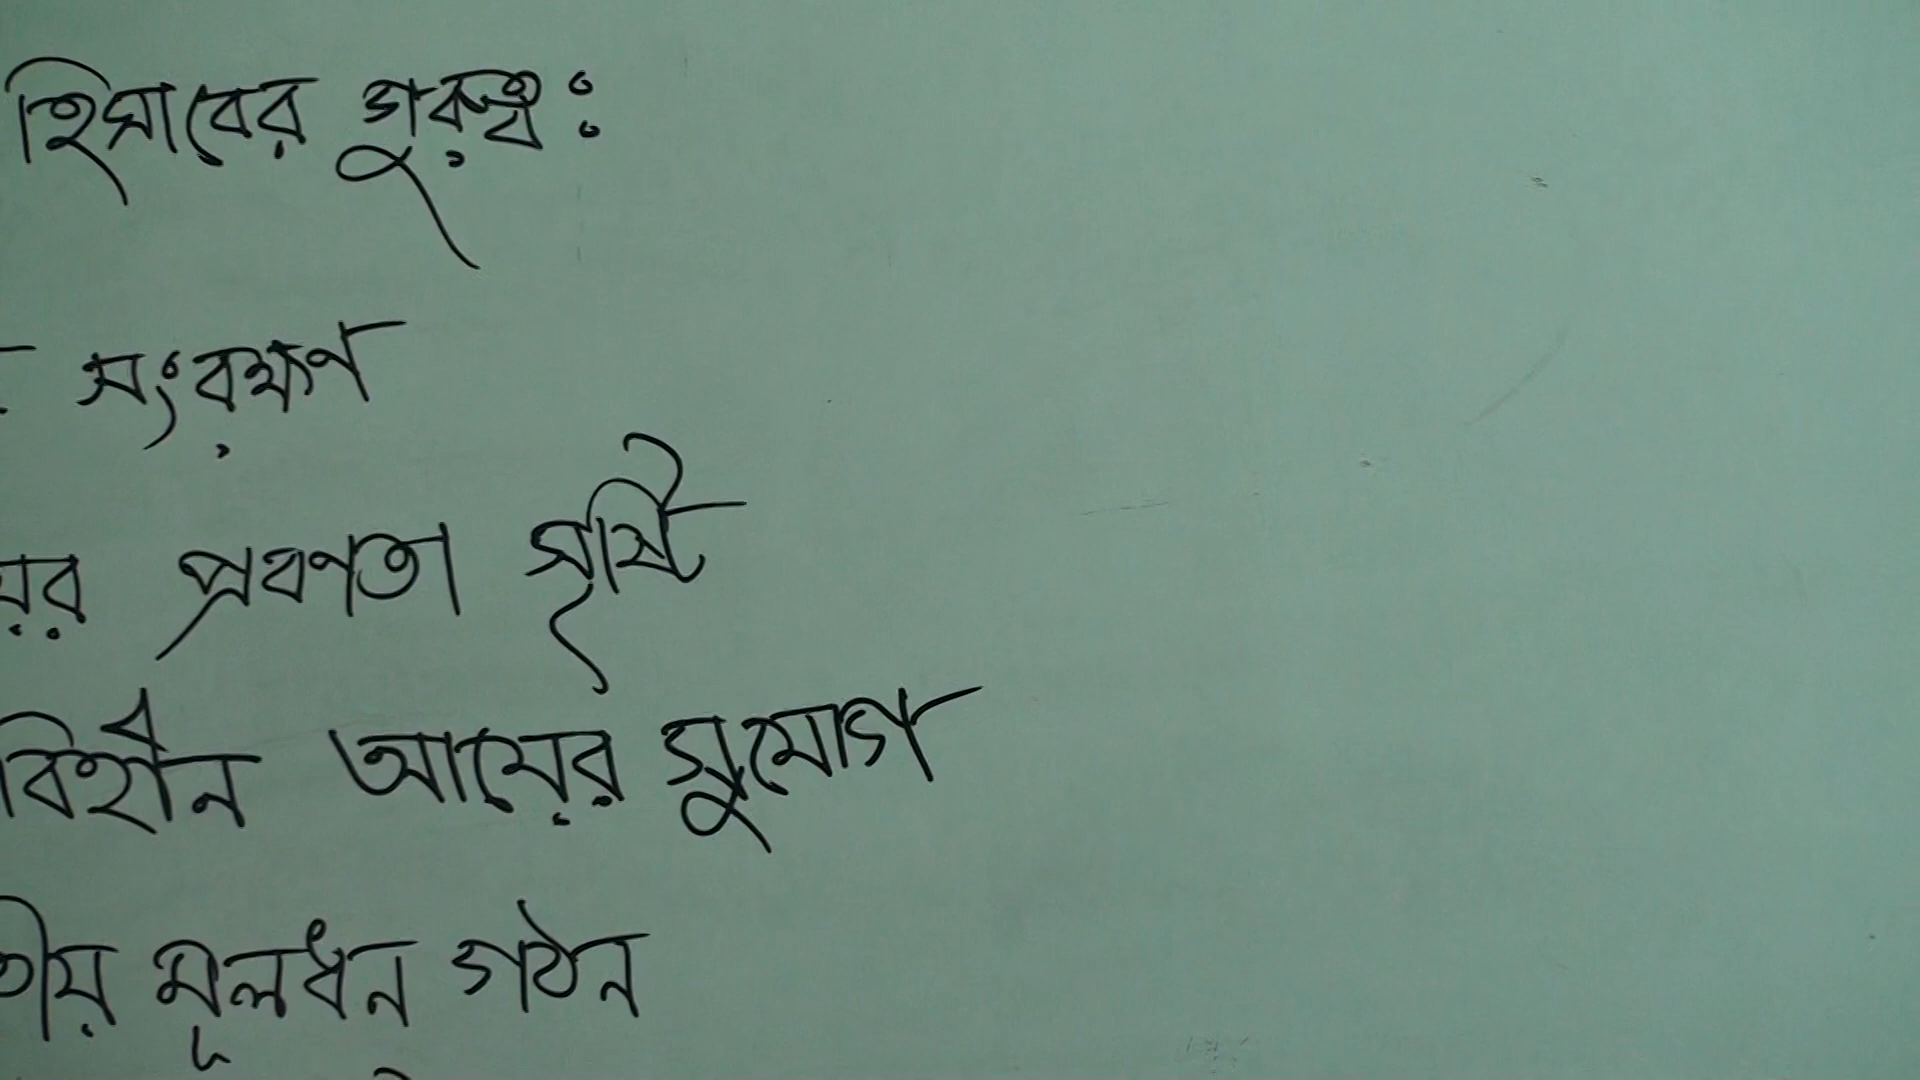 হিসাবের গুরুত্ব :
সংরক্ষণ
প্রবণতা সৃষ্টি
বিহীন আয়ের সুযোগ
মূলধন গঠন